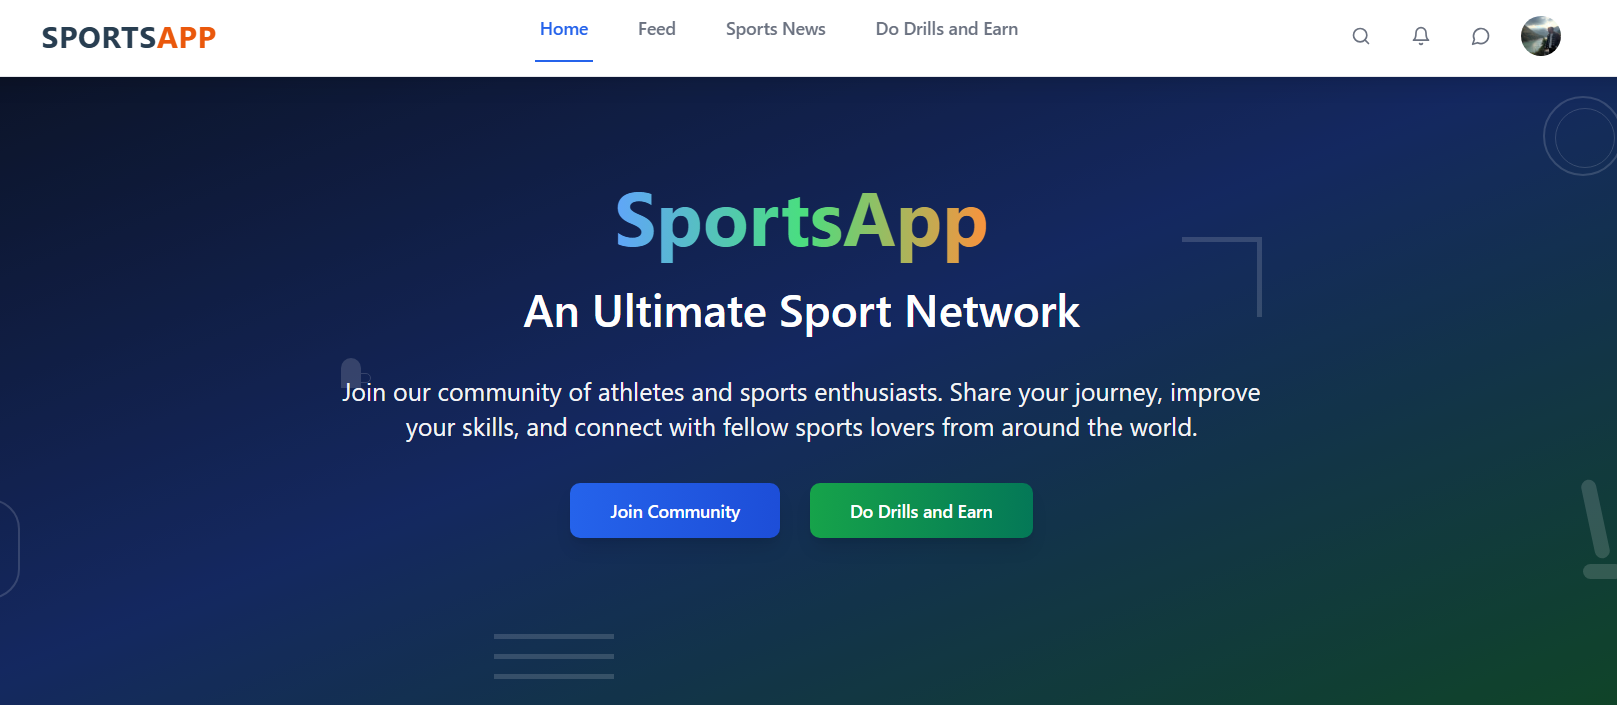 SPORTSAPP
Home Feed Sports News Do Drills and Earn
SportsApp
An Ultimate Sport Network
Join our community of athletes and sports enthusiasts. Share your journey, improve
your skills, and connect with fellow sports lovers from around the world.
Join Community Do Drills and Earn